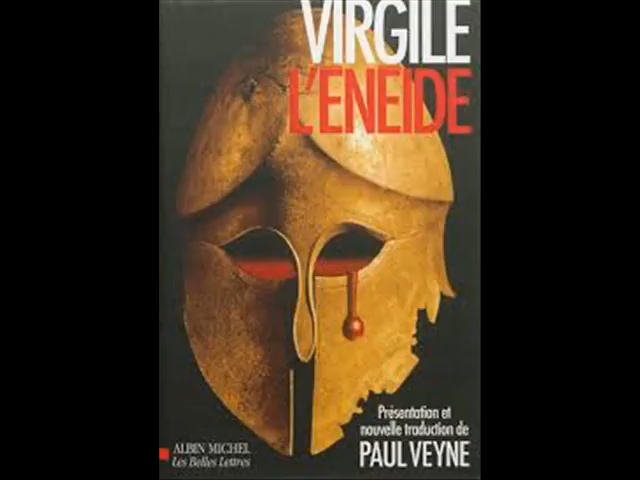 VIRGILE
L'ENEIDE
Présentation et
nouvelle traduction de
PAUL VEYNE
ALBIN MICHEL
Les Belles Lettres